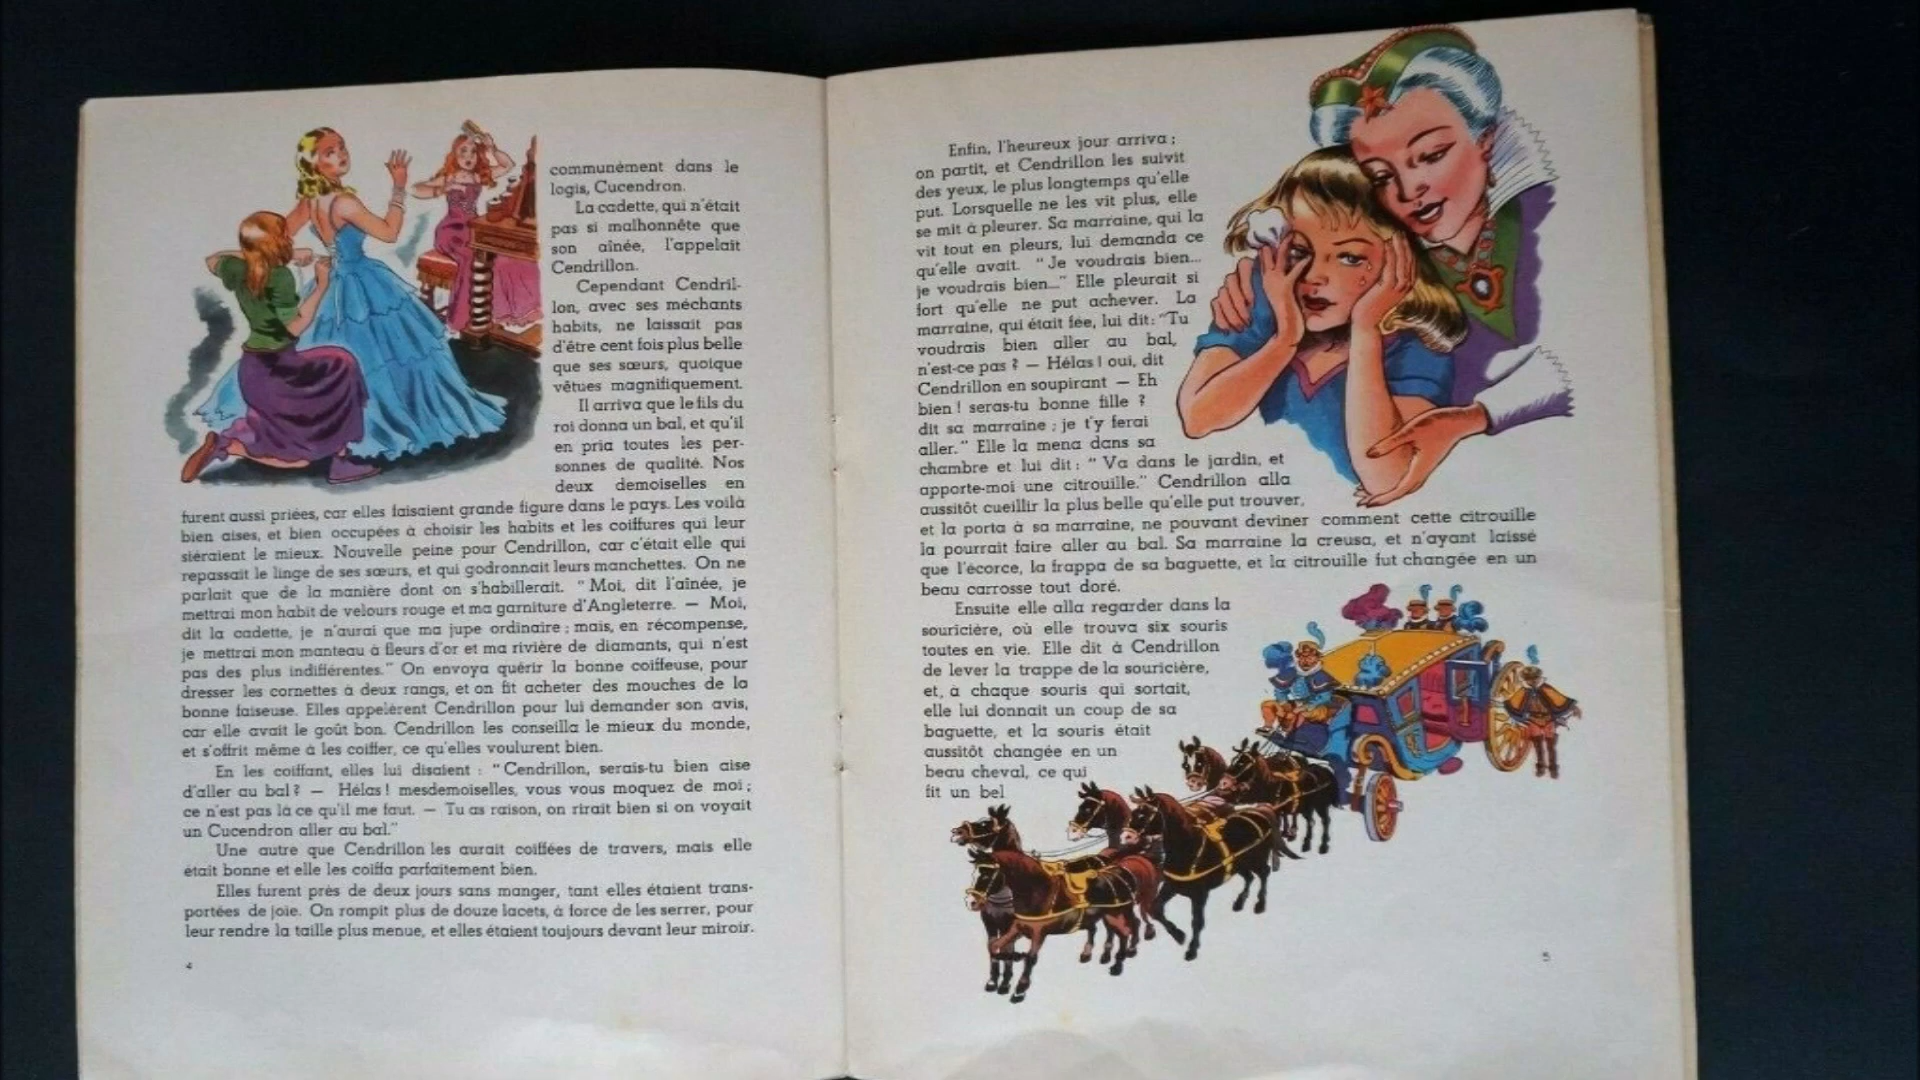 communément dans le
logis, Cucendron.
La cadette, qui n'était
pas si malhonnête que
son aînée, l'appelait
Cendrillon.
Cependant Cendril-
lon, avec ses méchants
habits, ne laissait pas
d'être cent fois plus belle
que ses sœurs, quoique
vêtues magnifiquement.
Il arriva que le fils du
roi donna un bal, et qu'il
en pria toutes les per-
sonnes de qualité. Nos
deux demoiselles en
furent aussi priées, car elles faisaient grande figure dans le pays. Les voilà
bien aises, et bien occupées à choisir les habits et les coiffures qui leur
siéraient le mieux. Nouvelle peine pour Cendrillon, car c'était elle qui
repassait le linge de ses sœurs, et qui godronnait leurs manchettes. On ne
parlait que de la manière dont on s'habillerait. "Moi, dit l'aînée, je
mettrai mon habit de velours rouge et ma garniture d'Angleterre. — Moi,
dit la cadette, je n'aurai que ma jupe ordinaire ; mais, en récompense,
je mettrai mon manteau à fleurs d'or et ma rivière de diamants, qui n'est
pas des plus indifférentes." On envoya quérir la bonne coiffeuse, pour
dresser les cornettes à deux rangs, et on fit acheter des mouches de la
bonne faiseuse. Elles appelèrent Cendrillon pour lui demander son avis,
car elle avait le goût bon. Cendrillon les conseilla le mieux du monde,
et s'offrit même à les coiffer, ce qu'elles voulurent bien.
En les coiffant, elles lui disaient : "Cendrillon, serais-tu bien aise
d'aller au bal ? — Hélas ! mesdemoiselles, vous vous moquez de moi ;
ce n'est pas là ce qu'il me faut. — Tu as raison, on rirait bien si on voyait
un Cucendron aller au bal."
Une autre que Cendrillon les aurait coiffées de travers, mais elle
était bonne et elle les coiffa parfaitement bien.
Elles furent près de deux jours sans manger, tant elles étaient trans-
portées de joie. On rompit plus de douze lacets, à force de les serrer, pour
leur rendre la taille plus menue, et elles étaient toujours devant leur miroir.
4
Enfin, l'heureux jour arriva ;
on partit, et Cendrillon les suivit
des yeux, le plus longtemps qu'elle
put. Lorsquelle ne les vit plus, elle
se mit à pleurer. Sa marraine, qui la
vit tout en pleurs, lui demanda ce
qu'elle avait. "Je voudrais bien...
je voudrais bien..." Elle pleurait si
fort qu'elle ne put achever. La
marraine, qui était fée, lui dit : "Tu
voudrais bien aller au bal,
n'est-ce pas ? — Hélas ! oui, dit
Cendrillon en soupirant — Eh
bien ! seras-tu bonne fille ?
dit sa marraine ; je t'y ferai
aller." Elle la mena dans sa
chambre et lui dit : "Va dans le jardin, et
apporte-moi une citrouille." Cendrillon alla
aussitôt cueillir la plus belle qu'elle put trouver,
et la porta à sa marraine, ne pouvant deviner comment cette citrouille
la pourrait faire aller au bal. Sa marraine la creusa, et n'ayant laissé
que l'écorce, la frappa de sa baguette, et la citrouille fut changée en un
beau carrosse tout doré.
Ensuite elle alla regarder dans la
souricière, où elle trouva six souris
toutes en vie. Elle dit à Cendrillon
de lever la trappe de la souricière,
et, à chaque souris qui sortait,
elle lui donnait un coup de sa
baguette, et la souris était
aussitôt changée en un
beau cheval, ce qui
fit un bel
5